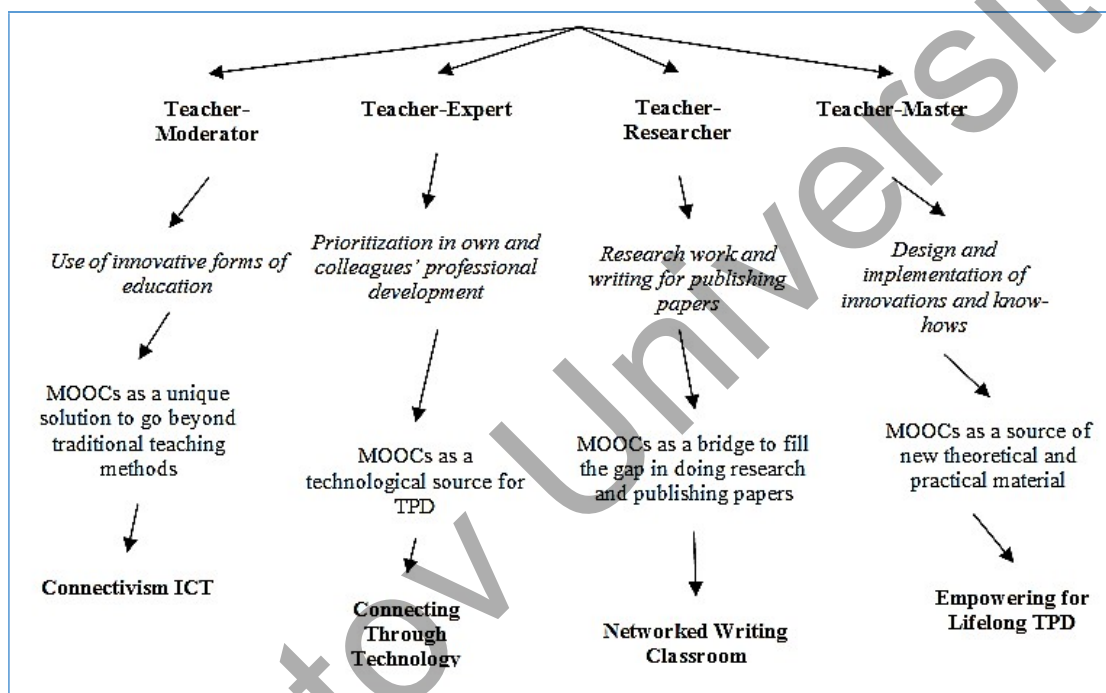 Teacher-
Moderator
Teacher-Expert
Teacher-
Researcher
Teacher-Master
Use of innovative forms of
education
Prioritization in own and
colleagues' professional
development
Research work and
writing for publishing
papers
Design and
implementation of
innovations and know-
hows
MOOCs as a unique
solution to go beyond
traditional teaching
methods
MOOCs as a
technological source for
TPD
MOOCs as a bridge to fill
the gap in doing research
and publishing papers
MOOCs as a source of
new theoretical and
practical material
Connectivism ICT
Connecting
Through
Technology
Networked Writing
Classroom
Empowering for
Lifelong TPD